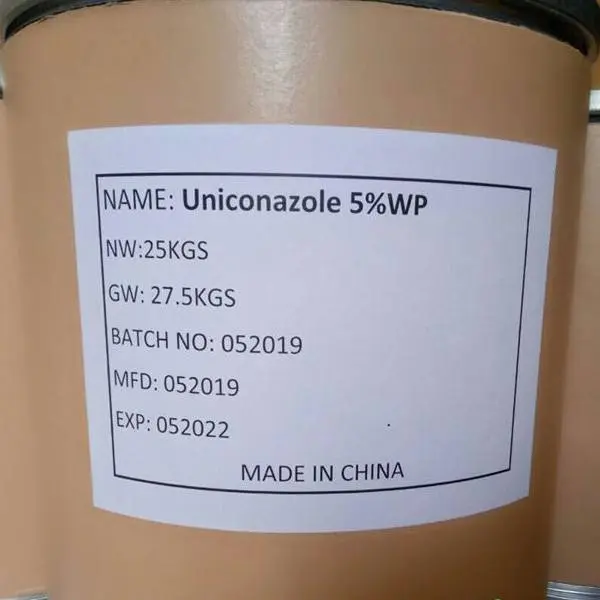 NAME: Uniconazole 5%WP
NW:25KGS
GW: 27.5KGS
BATCH NO: 052019
MFD: 052019
EXP: 052022
MADE IN CHINA